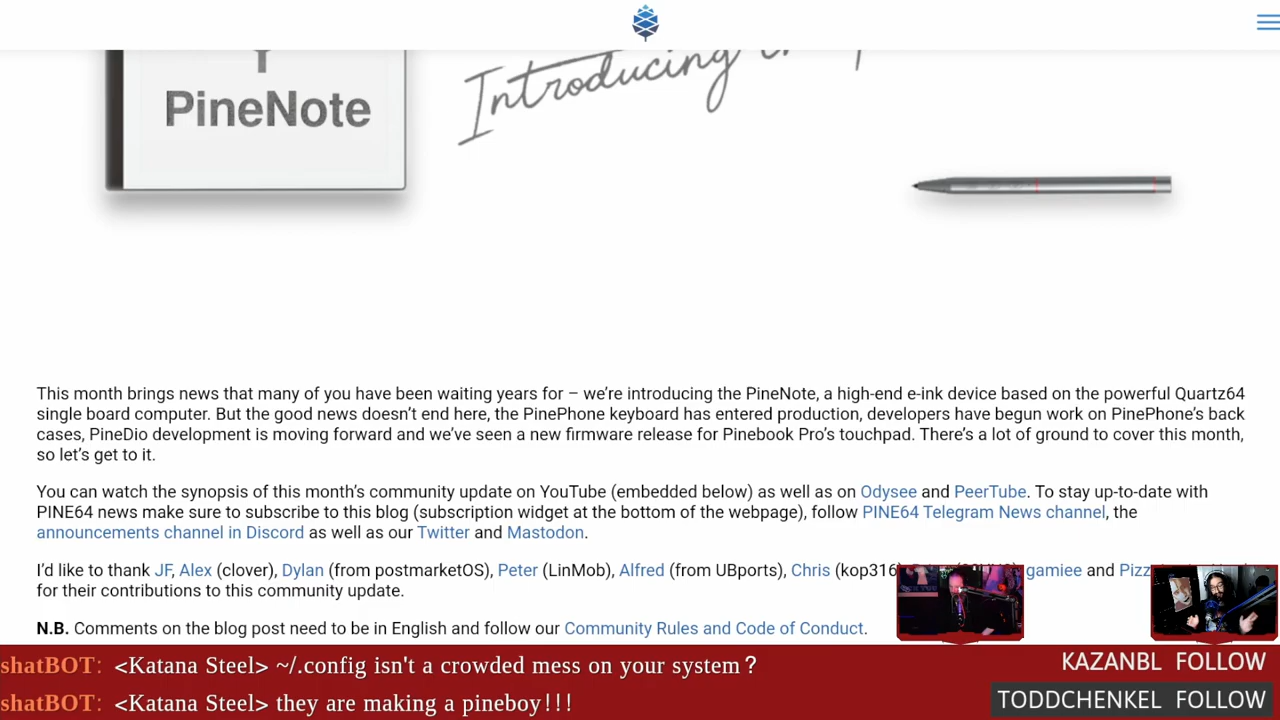 PineNote
Introducing
This month brings news that many of you have been waiting years for – we’re introducing the PineNote, a high-end e-ink device based on the powerful Quartz64
single board computer. But the good news doesn’t end here, the PinePhone keyboard has entered production, developers have begun work on PinePhone’s back
cases, PineDio development is moving forward and we’ve seen a new firmware release for Pinebook Pro’s touchpad. There’s a lot of ground to cover this month,
so let’s get to it.
You can watch the synopsis of this month’s community update on YouTube (embedded below) as well as on Odysee and PeerTube. To stay up-to-date with
PINE64 news make sure to subscribe to this blog (subscription widget at the bottom of the webpage), follow PINE64 Telegram News channel, the
announcements channel in Discord as well as our Twitter and Mastodon.
I’d like to thank JF, Alex (clover), Dylan (from postmarketOS), Peter (LinMob), Alfred (from UBports), Chris (kop316) gamiee and
for their contributions to this community update.
N.B. Comments on the blog post need to be in English and follow our Community Rules and Code of Conduct.
shatBOT: <Katana Steel> ~/.config isn't a crowded mess on your system?
KAZANBL FOLLOW
shatBOT: <Katana Steel> they are making a pineboy!!!
TODDCHENKEL FOLLOW